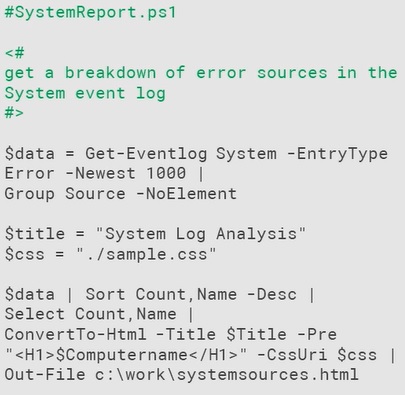 #SystemReport.ps1
<#
get a breakdown of error sources in the
System event log
#>
$data = Get-Eventlog System -EntryType
Error -Newest 1000 |
Group Source -NoElement
$title = "System Log Analysis"
$css = "./sample.css"
$data | Sort Count,Name -Desc |
Select Count,Name |
ConvertTo-Html -Title $Title -Pre
"<H1>$Computername</H1>" -CssUri $css |
Out-File c:\work\systemsources.html